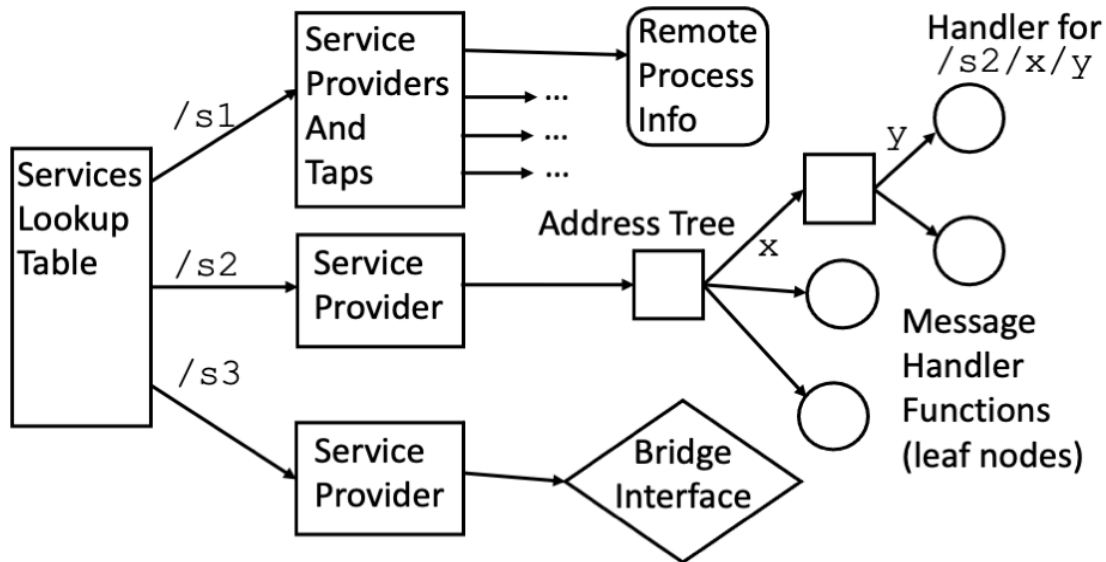 Services
Lookup
Table
/s1
/s2
/s3
Service
Providers
And
Taps
...
...
...
Remote
Process
Info
Service
Provider
Address Tree
x
y
Handler for
/s2/x/y
Message
Handler
Functions
(leaf nodes)
Service
Provider
Bridge
Interface